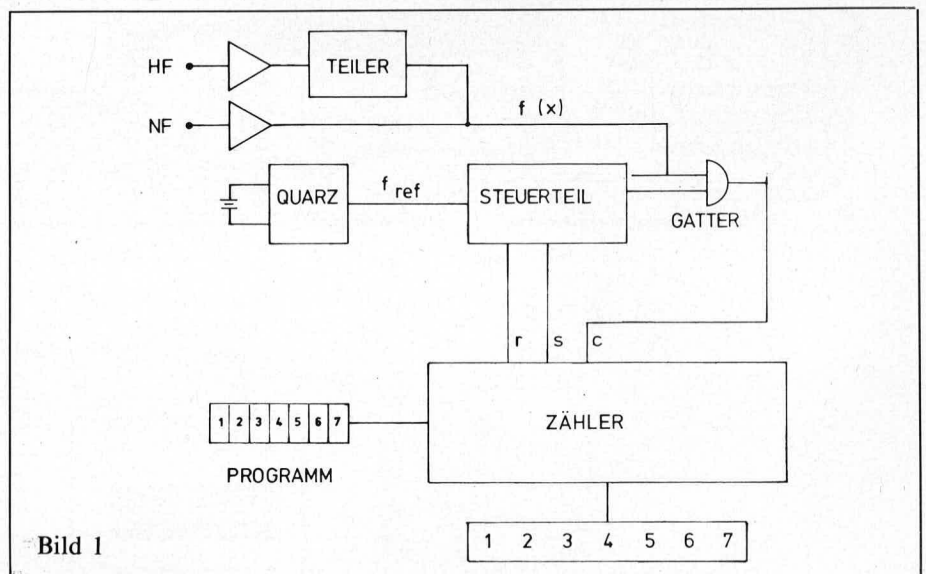 HF
TEILER
NF
f (x)
QUARZ
f ref
STEUERTEIL
GATTER
r s c
1 2 3 4 5 6 7
ZÄHLER
PROGRAMM
1 2 3 4 5 6 7
Bild 1